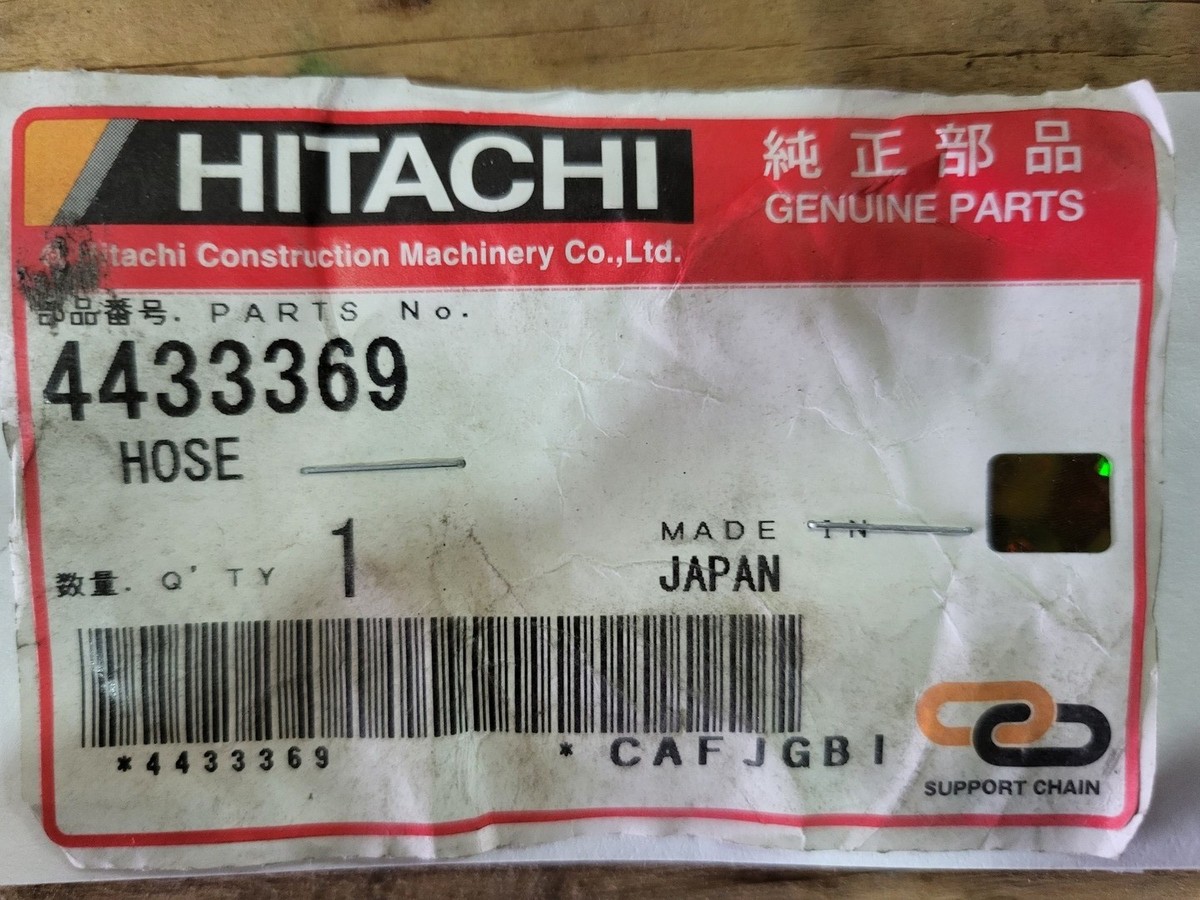 HITACHI
純正部品
GENUINE PARTS
Hitachi Construction Machinery Co.,Ltd.
部品番号. PARTS No.
4433369
HOSE
MADE IN
JAPAN
数量. Q'TY 1
*4433369 * CAFJGBI
SUPPORT CHAIN